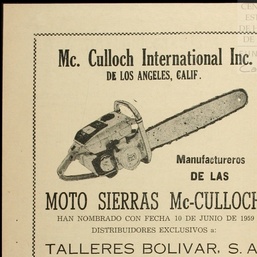 Mc. Culloch International Inc.
DE LOS ANGELES, CALIF.
Manufactureros
DE LAS
MOTO SIERRAS Mc-CULLOCH
HAN NOMBRADO CON FECHA 10 DE JUNIO DE 1959
DISTRIBUIDORES EXCLUSIVOS a:
TALLERES BOLIVAR, S. A